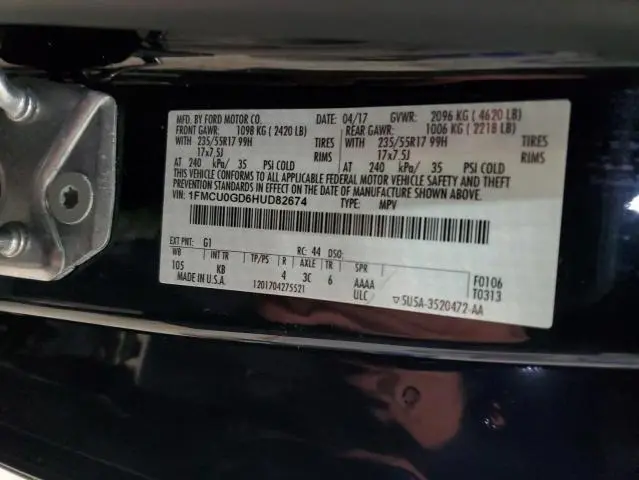 MFD. BY FORD MOTOR CO. 04/17 GVWR: 2096 KG ( 4620 LB)
FRONT GAWR: 1098 KG ( 2420 LB) REAR GAWR: 1006 KG ( 2218 LB)
WITH 235/55R17 99H TIRES WITH 235/55R17 99H TIRES
17x7.5J RIMS 17x7.5J RIMS
AT 240 kPa/ 35 PSI COLD AT 240 kPa/ 35 PSI COLD
THIS VEHICLE CONFORMS TO ALL APPLICABLE FEDERAL MOTOR VEHICLE SAFETY AND THEFT
PREVENTION STANDARDS IN EFFECT ON THE DATE OF MANUFACTURE SHOWN ABOVE.
VIN: 1FMCU0GD6HUD82674 TYPE: MPV
EXT PNT: G1 RC: 44 DSO:
WB INT TR TP/PS R AXLE TR SPR
105 KB 4 3C 6 AAAA F0106
MADE IN U.S.A. 1201704275521 ULC T0313
▽5U5A-3520472-AA